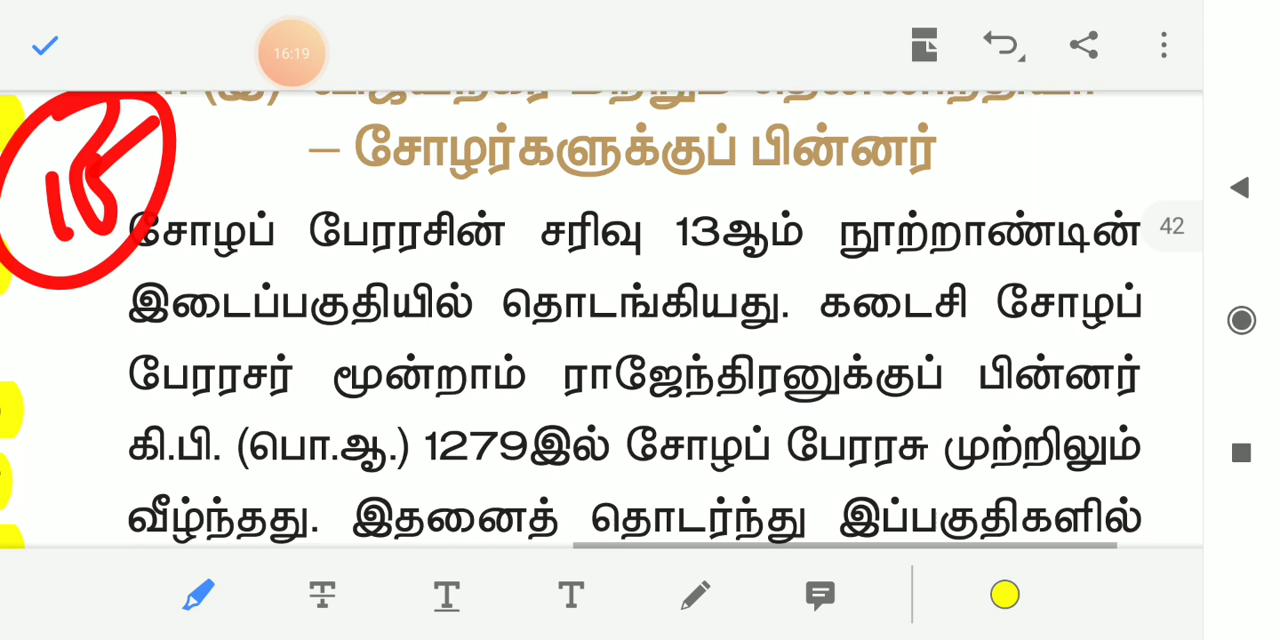 16:19
– சோழர்களுக்குப் பின்னர்
சோழப் பேரரசின் சரிவு 13ஆம் நூற்றாண்டின்
42
இடைப்பகுதியில் தொடங்கியது. கடைசி சோழப்
பேரரசர் மூன்றாம் ராஜேந்திரனுக்குப் பின்னர்
கி.பி. (பொ.ஆ.) 1279இல் சோழப் பேரரசு முற்றிலும்
வீழ்ந்தது. இதனைத் தொடர்ந்து இப்பகுதிகளில்